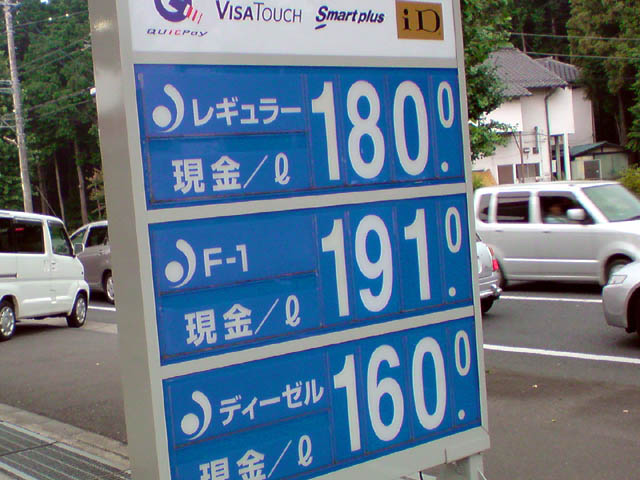 QUICPay VISATOUCH Smartplus iD
レギュラー 180.0
現金/ℓ
F-1 191.0
現金/ℓ
ディーゼル 160.0
現金/ℓ